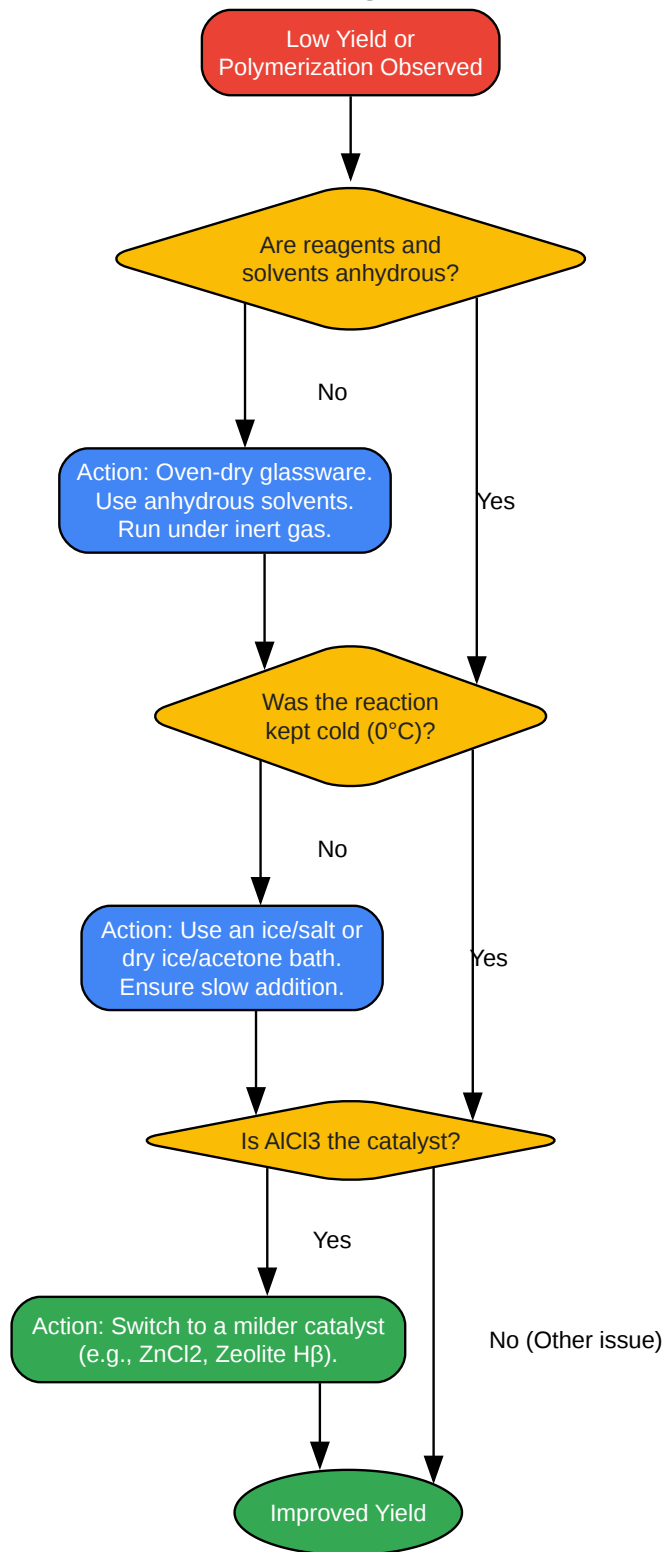 Low Yield or
Polymerization Observed
Are reagents and
solvents anhydrous?
No
Action: Oven-dry glassware.
Use anhydrous solvents.
Run under inert gas.
Yes
Was the reaction
kept cold (0°C)?
No
Action: Use an ice/salt or
dry ice/acetone bath.
Ensure slow addition.
Yes
Is AlCl3 the catalyst?
Yes
Action: Switch to a milder catalyst
(e.g., ZnCl2, Zeolite Hβ).
No (Other issue)
Improved Yield